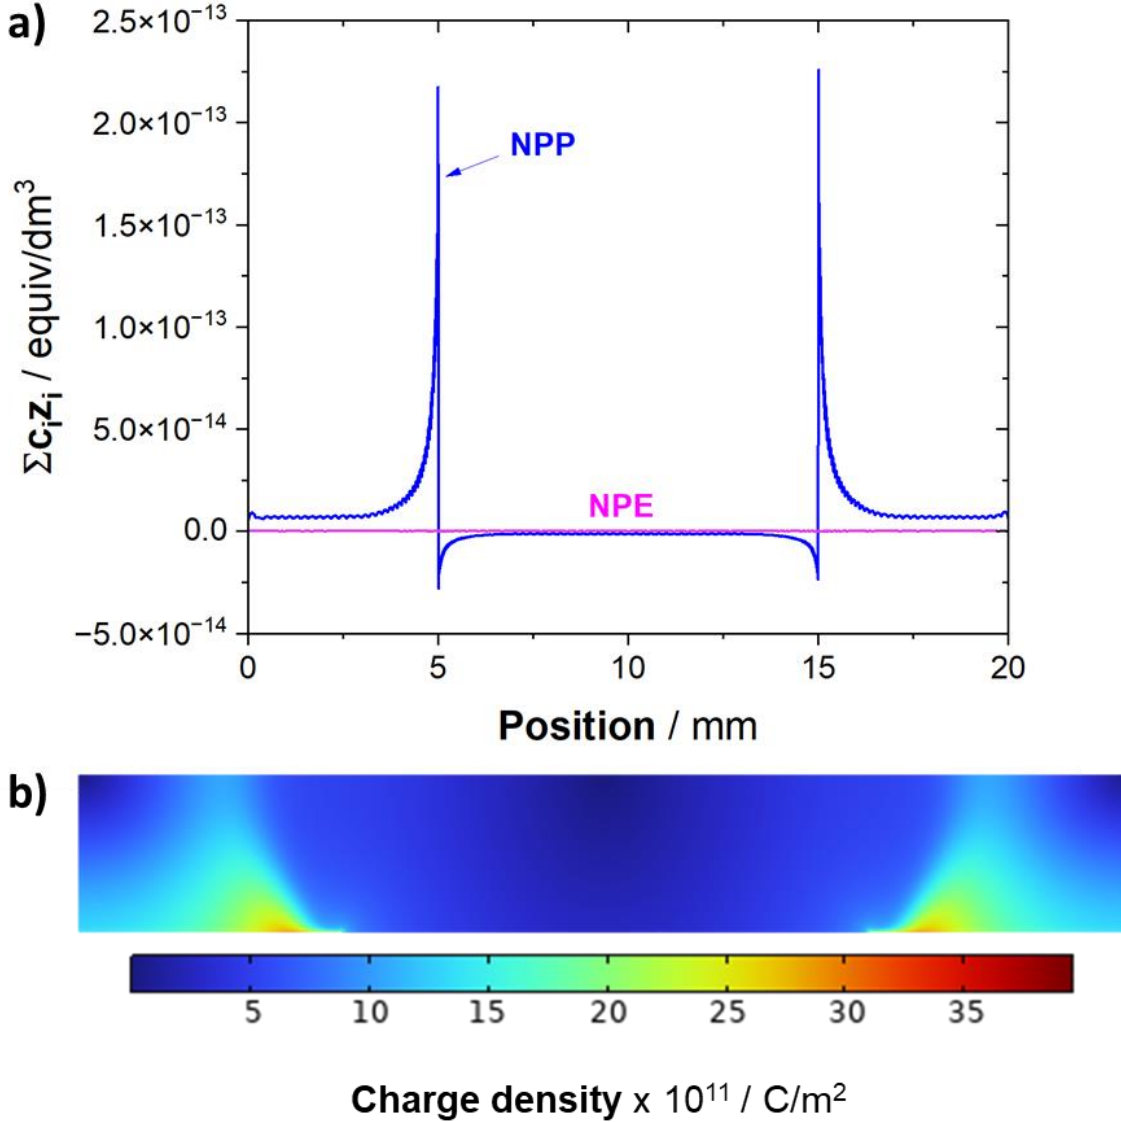 a)
2.5×10⁻¹³
2.0×10⁻¹³
1.5×10⁻¹³
1.0×10⁻¹³
5.0×10⁻¹⁴
0.0
−5.0×10⁻¹⁴
Σcᵢzᵢ / equiv/dm³
NPP
NPE
0 5 10 15 20
Position / mm
b)
5 10 15 20 25 30 35
Charge density x 10¹¹ / C/m²